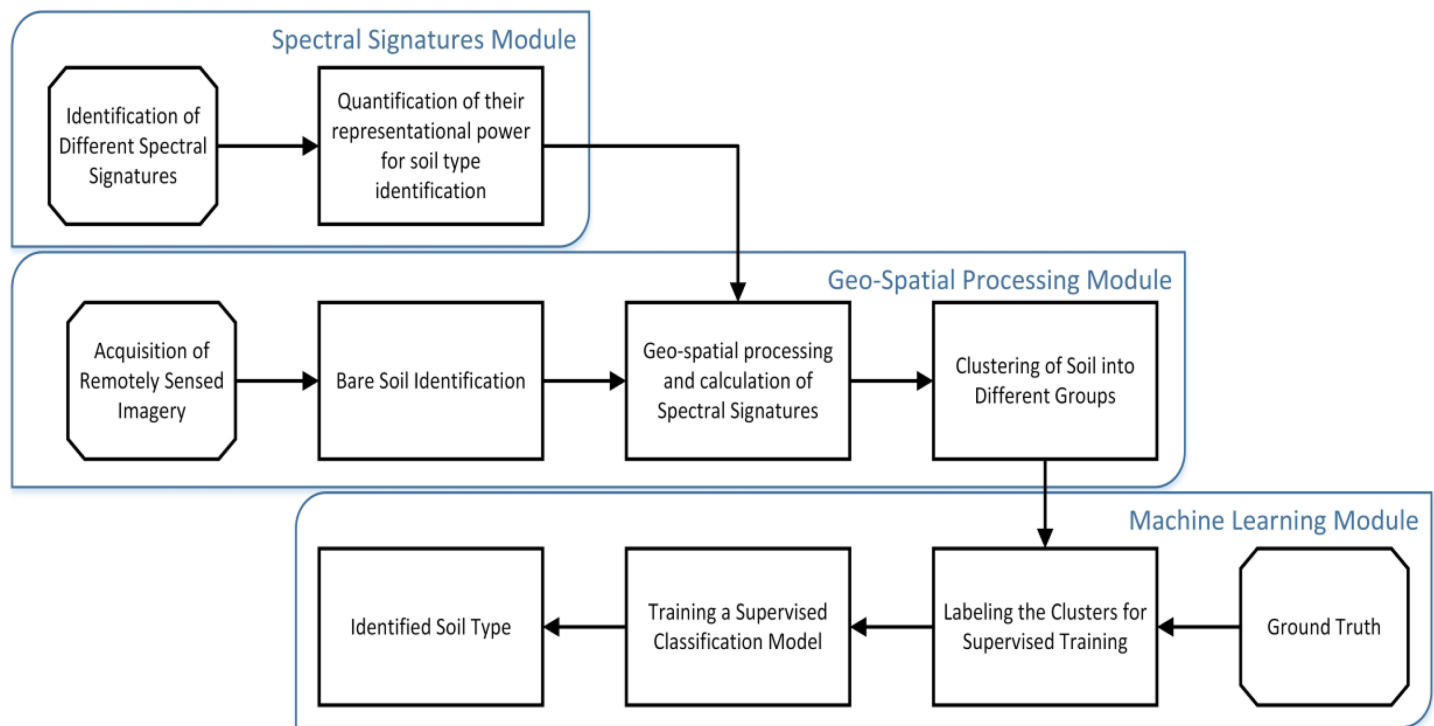 Spectral Signatures Module
Identification of
Different Spectral
Signatures
Quantification of their
representational power
for soil type
identification
Geo-Spatial Processing Module
Acquisition of
Remotely Sensed
Imagery
Bare Soil Identification
Geo-spatial processing
and calculation of
Spectral Signatures
Clustering of Soil into
Different Groups
Machine Learning Module
Identified Soil Type
Training a Supervised
Classification Model
Labeling the Clusters for
Supervised Training
Ground Truth